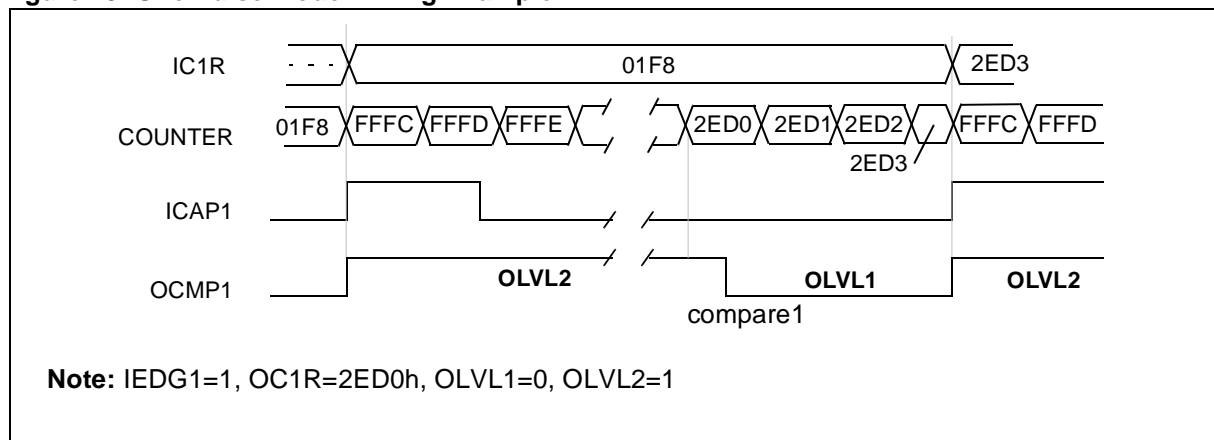 IC1R - - - 01F8 2ED3
COUNTER 01F8 FFFC FFFD FFFE 2ED0 2ED1 2ED2 FFFC FFFD
2ED3
ICAP1
OCMP1 OLVL2 OLVL1 OLVL2
compare1
Note: IEDG1=1, OC1R=2ED0h, OLVL1=0, OLVL2=1